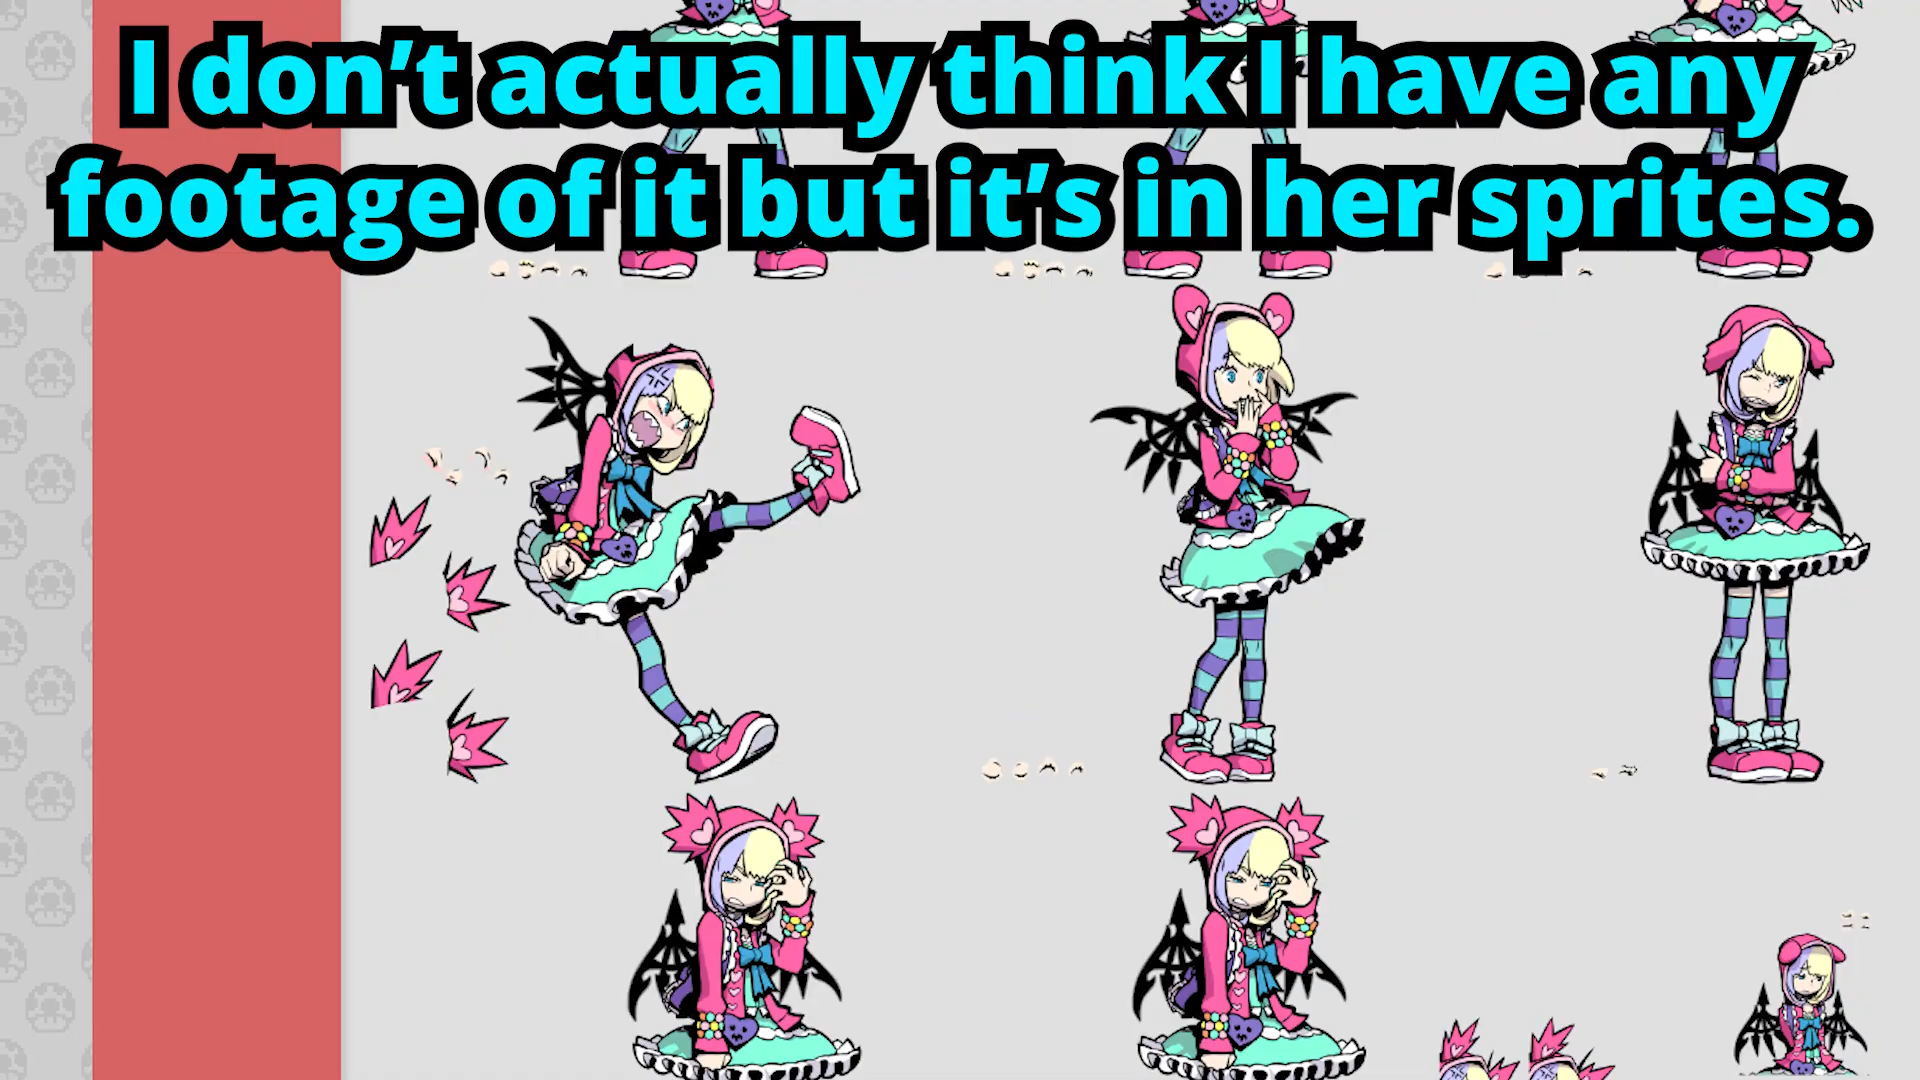 I don’t actually think I have any
footage of it but it’s in her sprites.